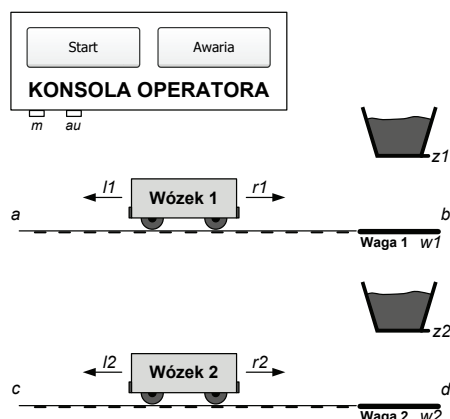 Start Awaria
KONSOLA OPERATORA
m au
z1
l1 Wózek 1 r1
a b
Waga 1 w1
z2
l2 Wózek 2 r2
c d
Waga 2 w2